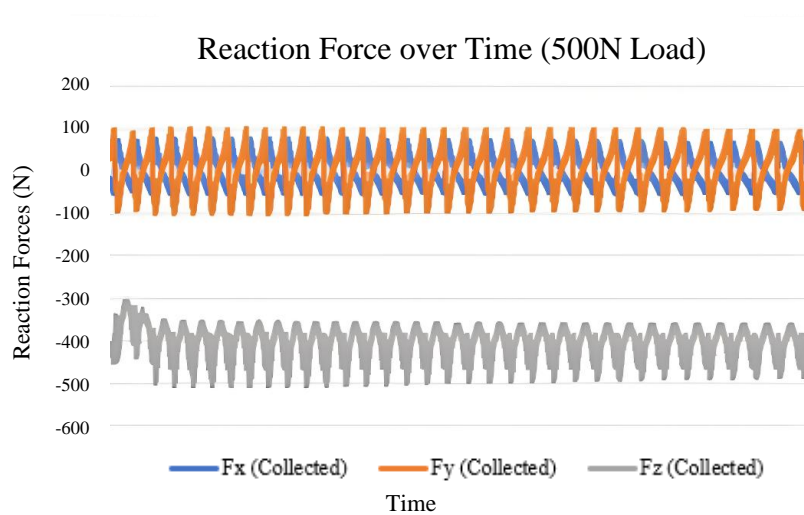 Reaction Force over Time (500N Load)
200
100
0
-100
-200
-300
-400
-500
-600
Reaction Forces (N)
Fx (Collected) Fy (Collected) Fz (Collected)
Time